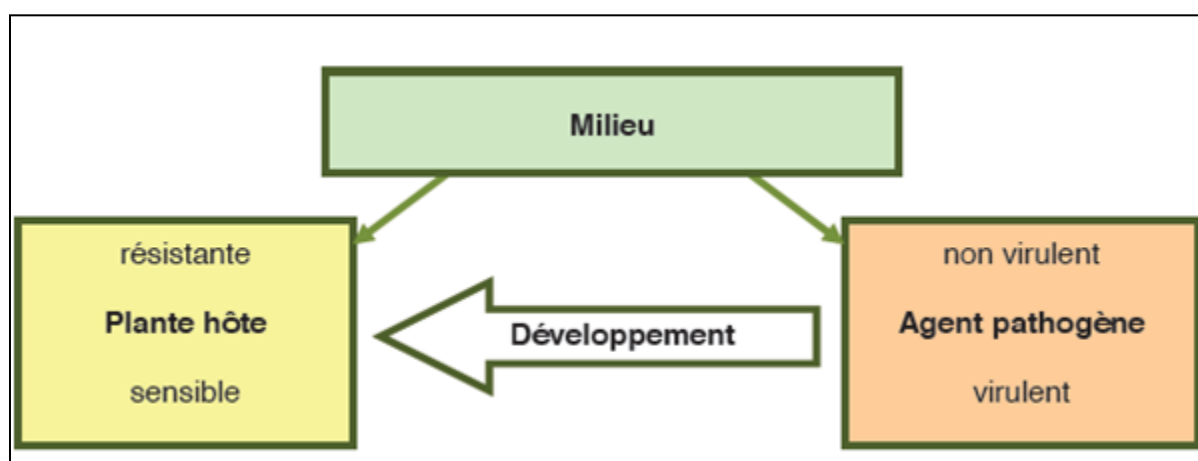 Milieu
résistante
Plante hôte
sensible
Développement
non virulent
Agent pathogène
virulent